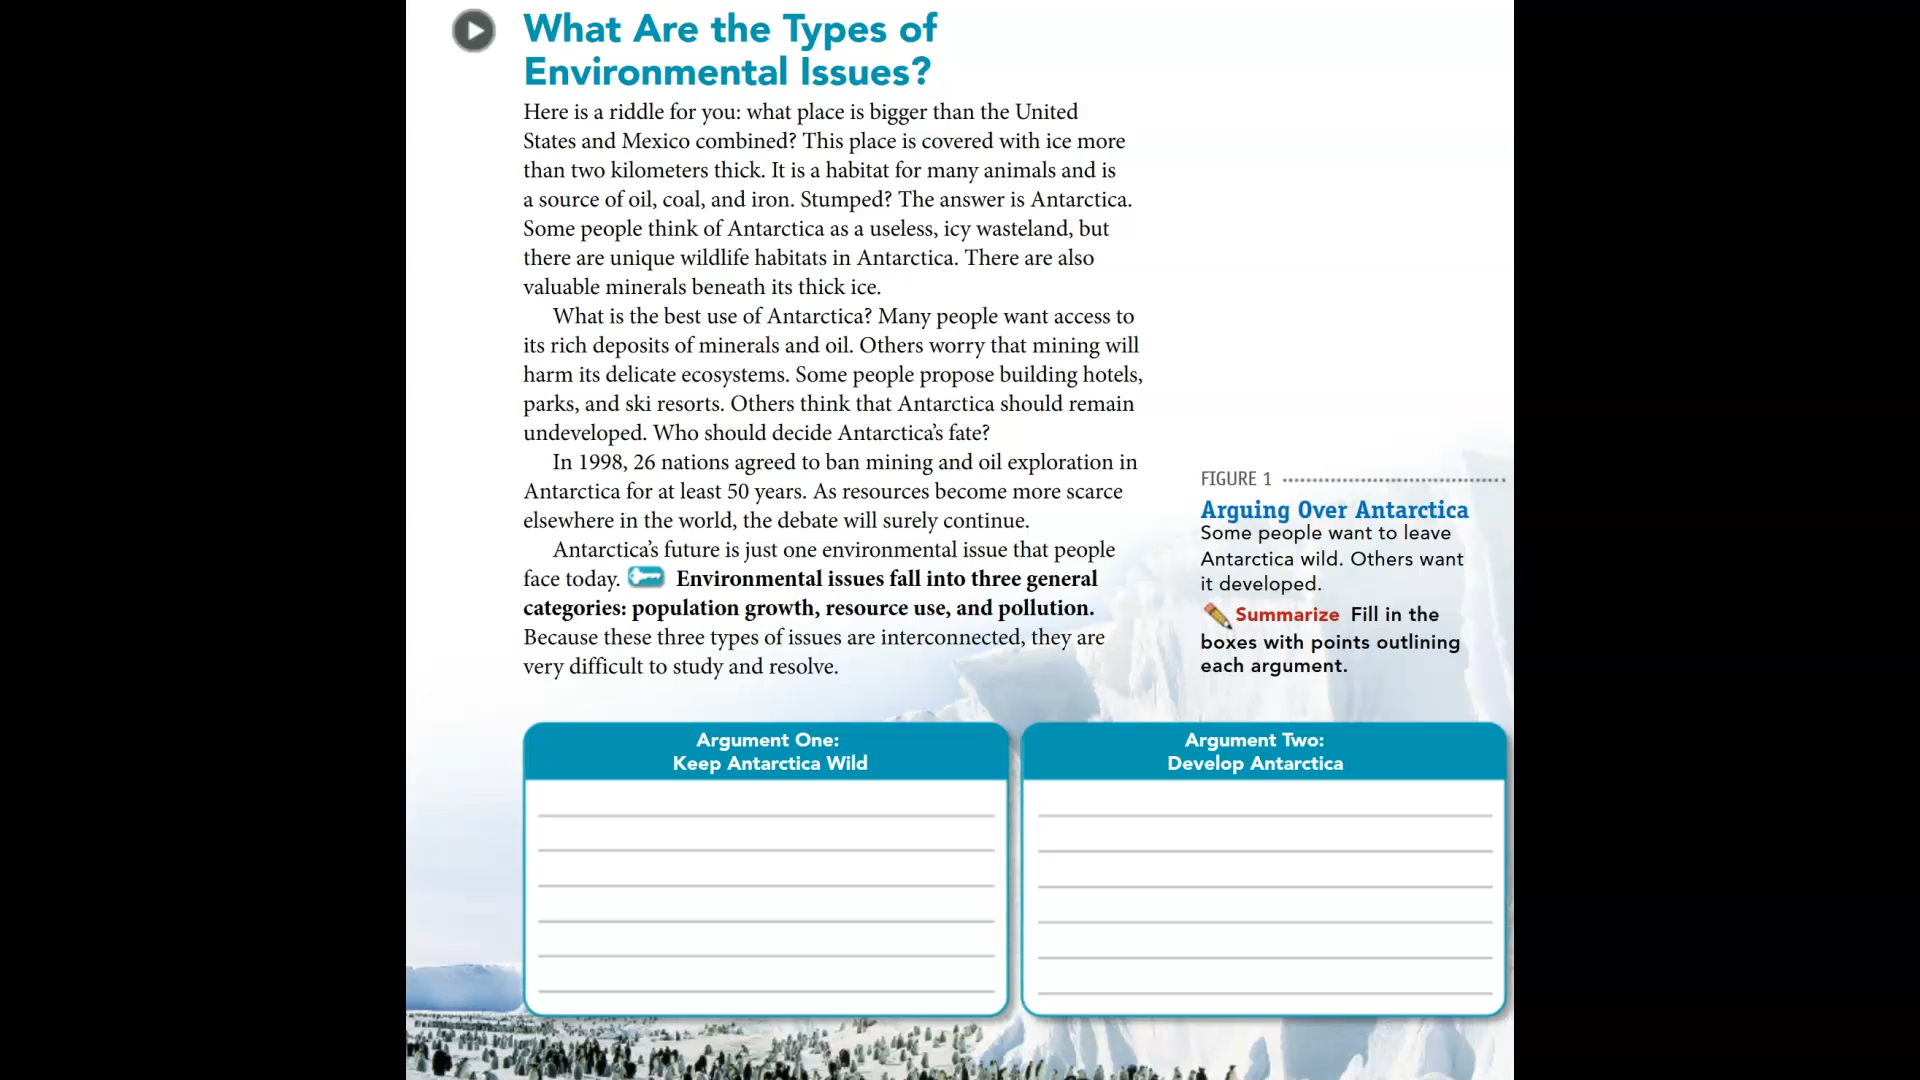 What Are the Types of
Environmental Issues?
Here is a riddle for you: what place is bigger than the United
States and Mexico combined? This place is covered with ice more
than two kilometers thick. It is a habitat for many animals and is
a source of oil, coal, and iron. Stumped? The answer is Antarctica.
Some people think of Antarctica as a useless, icy wasteland, but
there are unique wildlife habitats in Antarctica. There are also
valuable minerals beneath its thick ice.
What is the best use of Antarctica? Many people want access to
its rich deposits of minerals and oil. Others worry that mining will
harm its delicate ecosystems. Some people propose building hotels,
parks, and ski resorts. Others think that Antarctica should remain
undeveloped. Who should decide Antarctica's fate?
In 1998, 26 nations agreed to ban mining and oil exploration in
Antarctica for at least 50 years. As resources become more scarce
elsewhere in the world, the debate will surely continue.
Antarctica's future is just one environmental issue that people
face today. Environmental issues fall into three general
categories: population growth, resource use, and pollution.
Because these three types of issues are interconnected, they are
very difficult to study and resolve.
FIGURE 1
Arguing Over Antarctica
Some people want to leave
Antarctica wild. Others want
it developed.
Summarize Fill in the
boxes with points outlining
each argument.
Argument One:
Keep Antarctica Wild
Argument Two:
Develop Antarctica